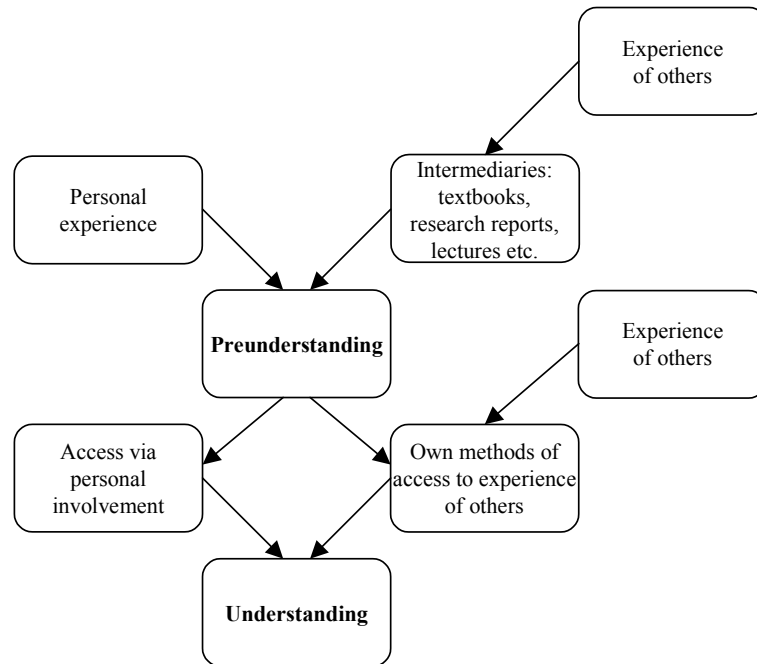 Experience
of others
Personal
experience
Intermediaries:
textbooks,
research reports,
lectures etc.
Preunderstanding
Experience
of others
Access via
personal
involvement
Own methods of
access to experience
of others
Understanding